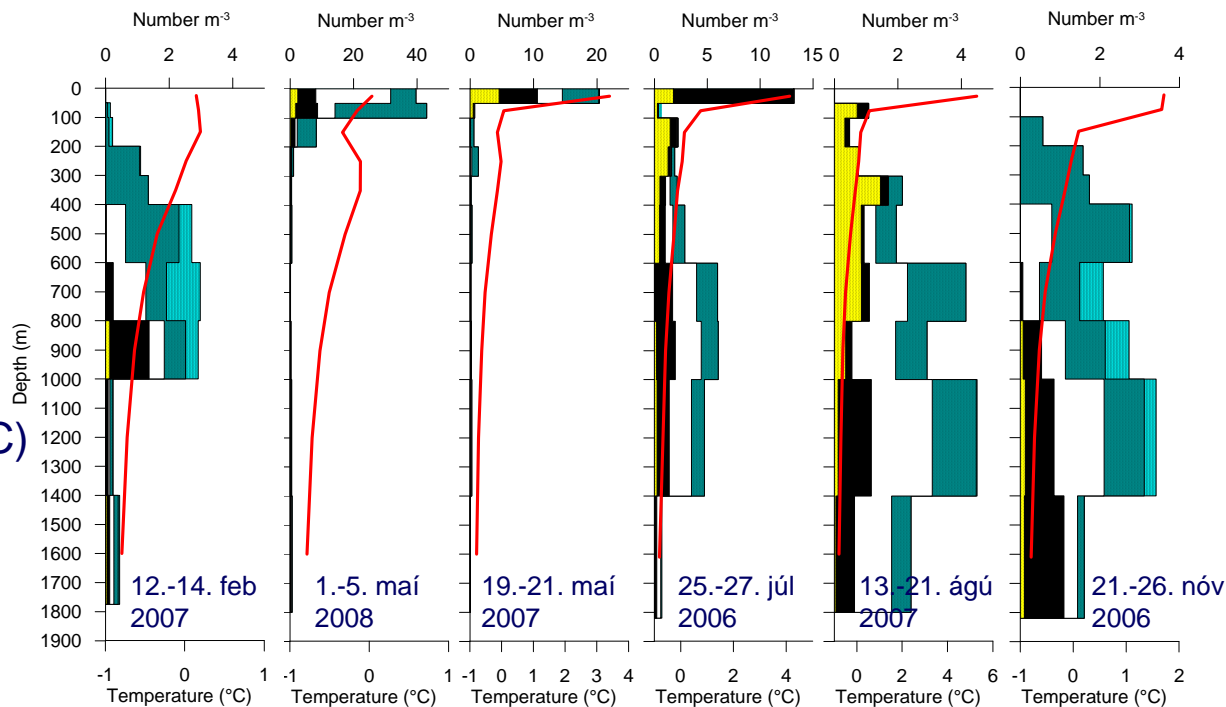 Number m-3 Number m-3 Number m-3 Number m-3 Number m-3 Number m-3
0 2 4 0 20 40 0 10 20 0 5 10 15 0 2 4 0 2 4
0
100
200
300
400
500
600
700
800
900
1000
1100
1200
1300
1400
1500
1600
1700
1800
1900
Depth (m)
C)
12.-14. feb
2007
1.-5. maí
2008
19.-21. maí
2007
25.-27. júl
2006
13.-21. ágú
2007
21.-26. nóv
2006
-1 0 1 -1 0 1 -1 0 1 2 3 4 0 2 4 6 0 2 4 6 -1 0 1 2
Temperature (°C) Temperature (°C) Temperature (°C) Temperature (°C) Temperature (°C) Temperature (°C)